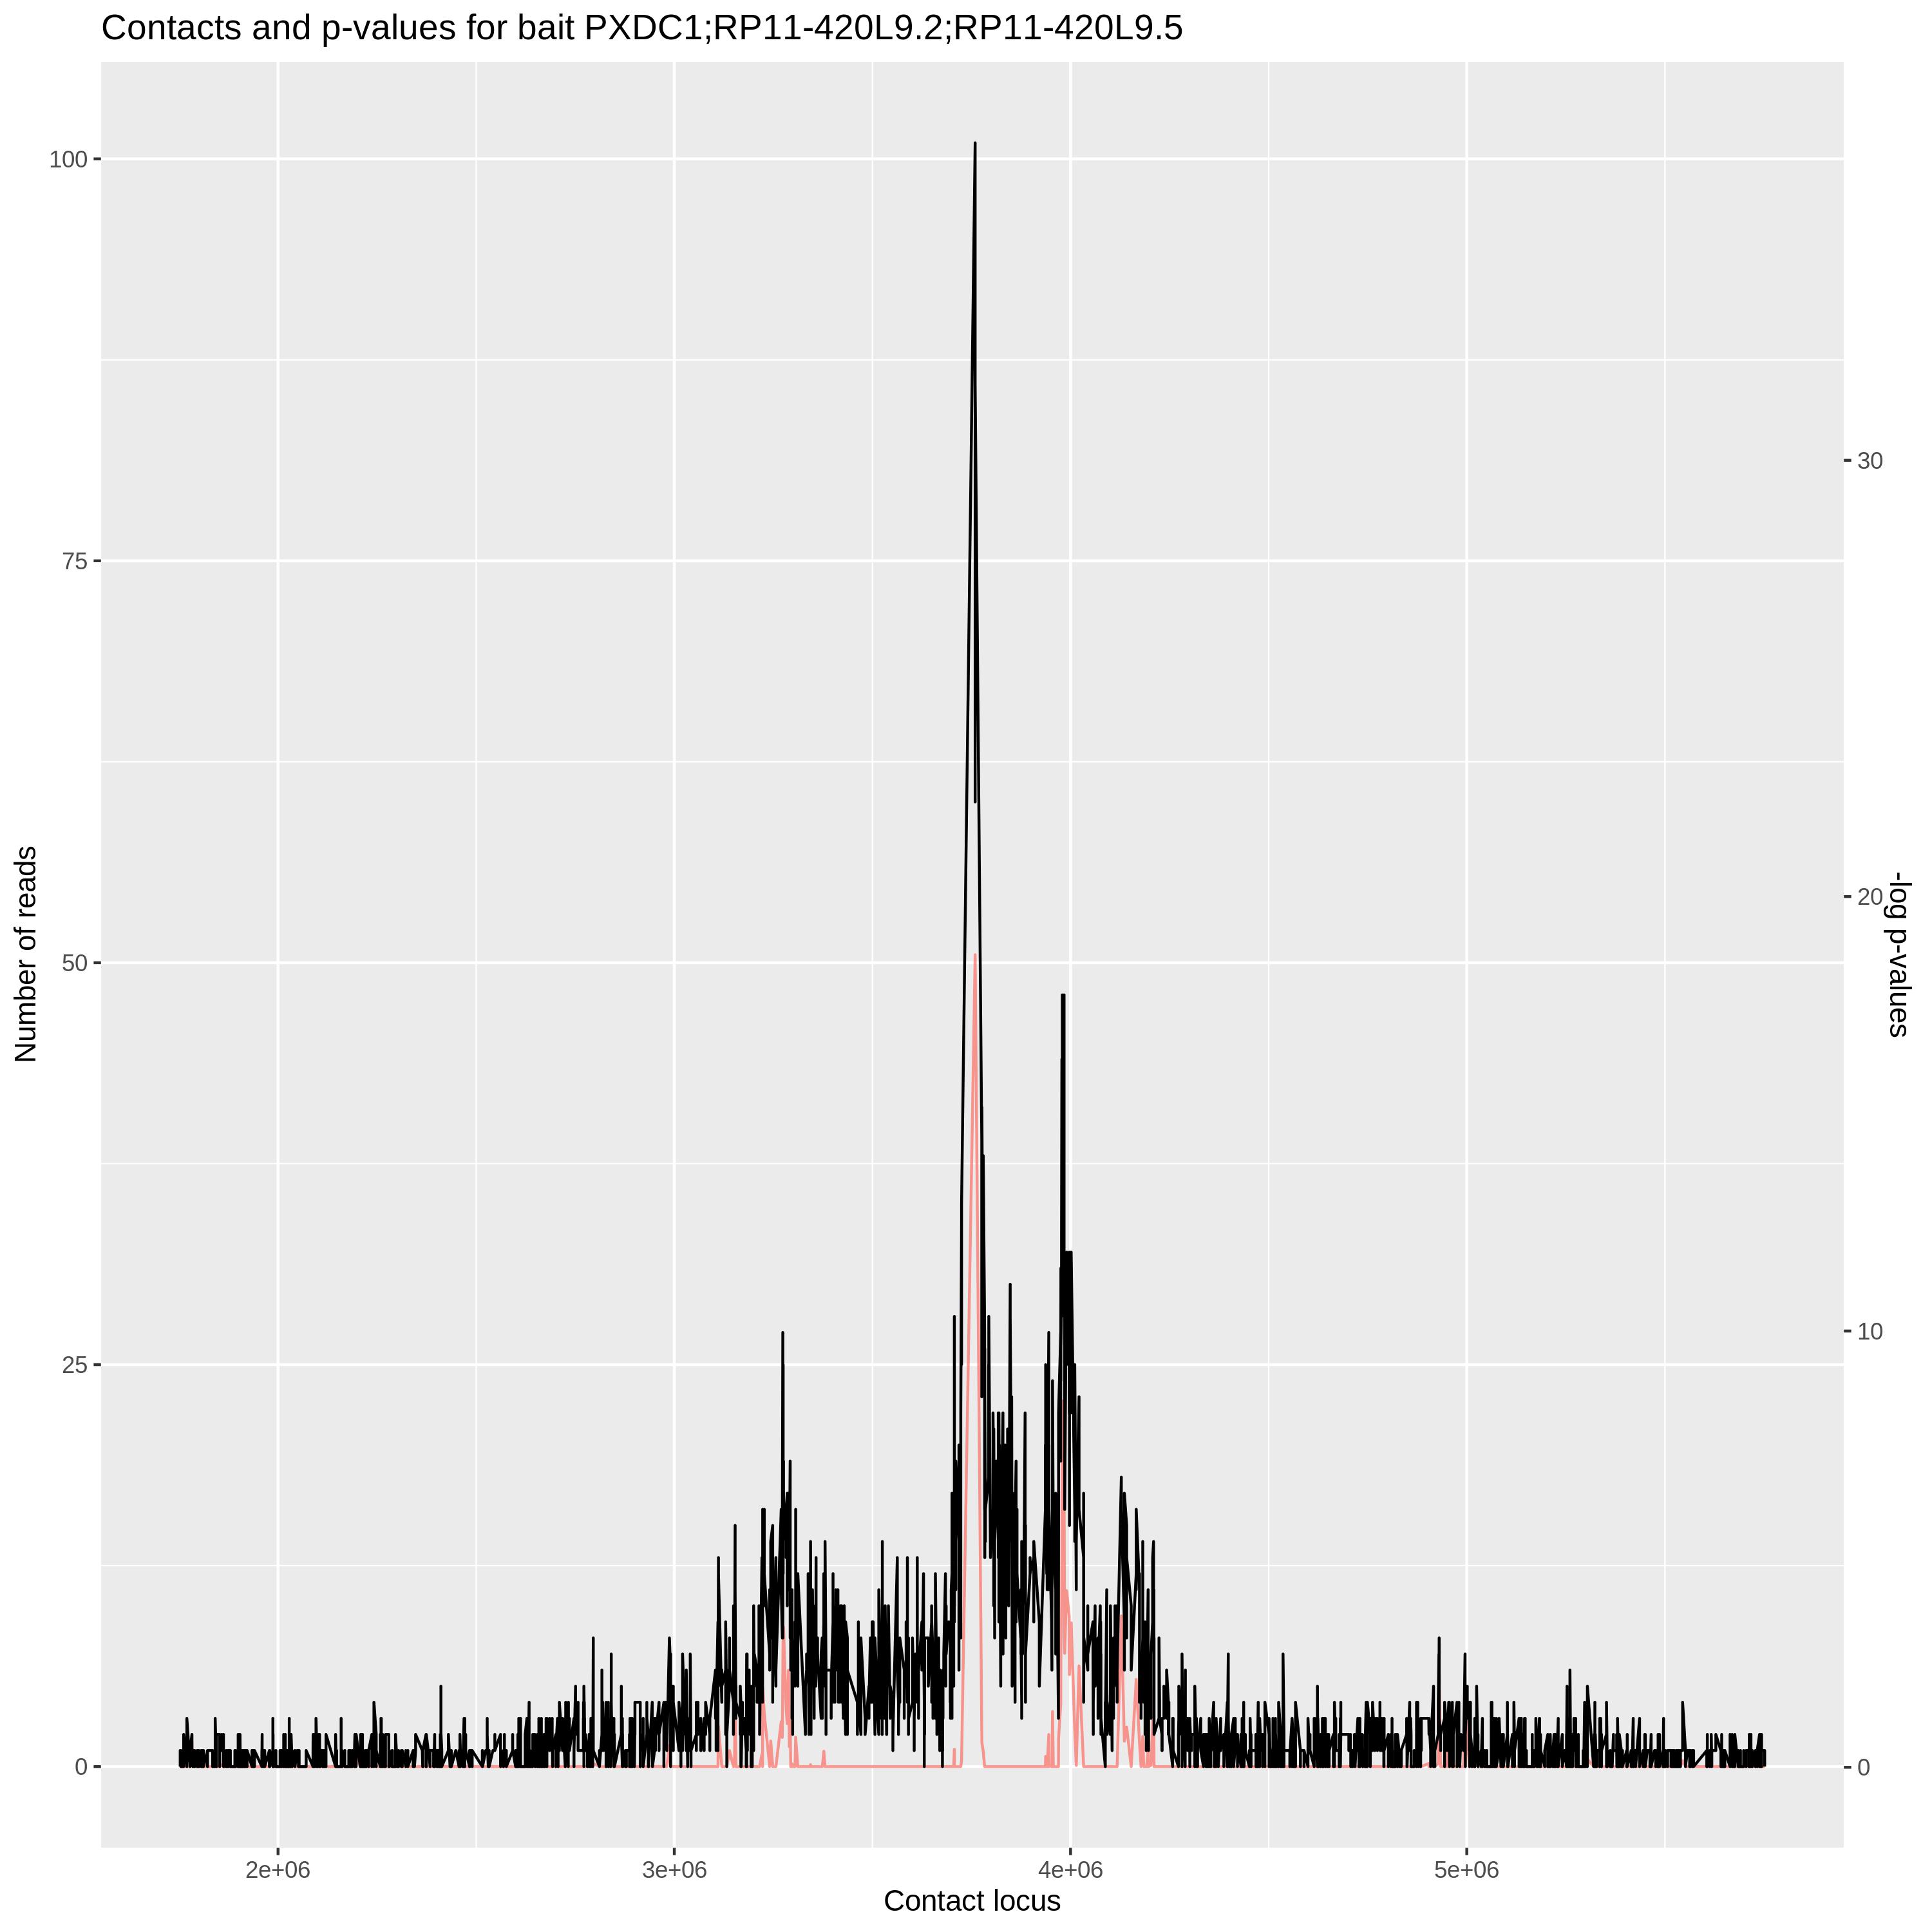 Contacts and p-values for bait PXDC1;RP11-420L9.2;RP11-420L9.5
100
75
50
25
0
Number of reads
30
20
10
0
-log p-values
2e+06
3e+06
4e+06
5e+06
Contact locus